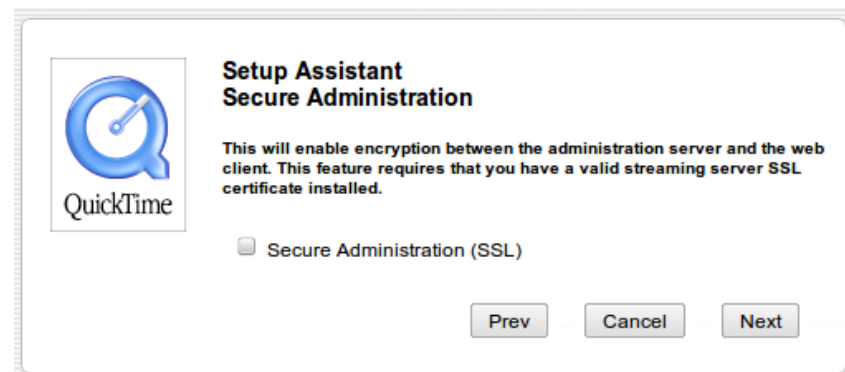 Setup Assistant
Secure Administration
This will enable encryption between the administration server and the web
client. This feature requires that you have a valid streaming server SSL
certificate installed.
QuickTime
Secure Administration (SSL)
Prev Cancel Next